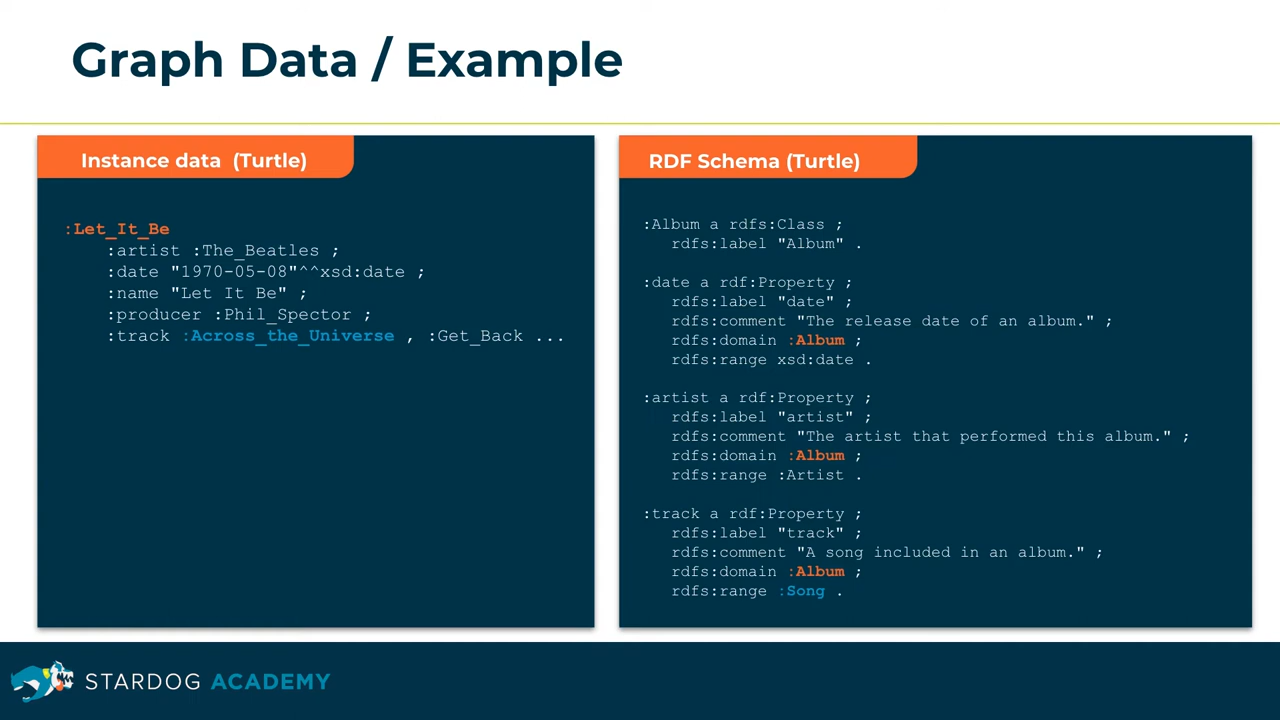 Graph Data / Example
Instance data (Turtle)
:Let_It_Be
:artist :The_Beatles ;
:date "1970-05-08"^^xsd:date ;
:name "Let It Be" ;
:producer :Phil_Spector ;
:track :Across_the_Universe , :Get_Back ...
RDF Schema (Turtle)
:Album a rdfs:Class ;
rdfs:label "Album" .
:date a rdf:Property ;
rdfs:label "date" ;
rdfs:comment "The release date of an album." ;
rdfs:domain :Album ;
rdfs:range xsd:date .
:artist a rdf:Property ;
rdfs:label "artist" ;
rdfs:comment "The artist that performed this album." ;
rdfs:domain :Album ;
rdfs:range :Artist .
:track a rdf:Property ;
rdfs:label "track" ;
rdfs:comment "A song included in an album." ;
rdfs:domain :Album ;
rdfs:range :Song .
STARDOG ACADEMY